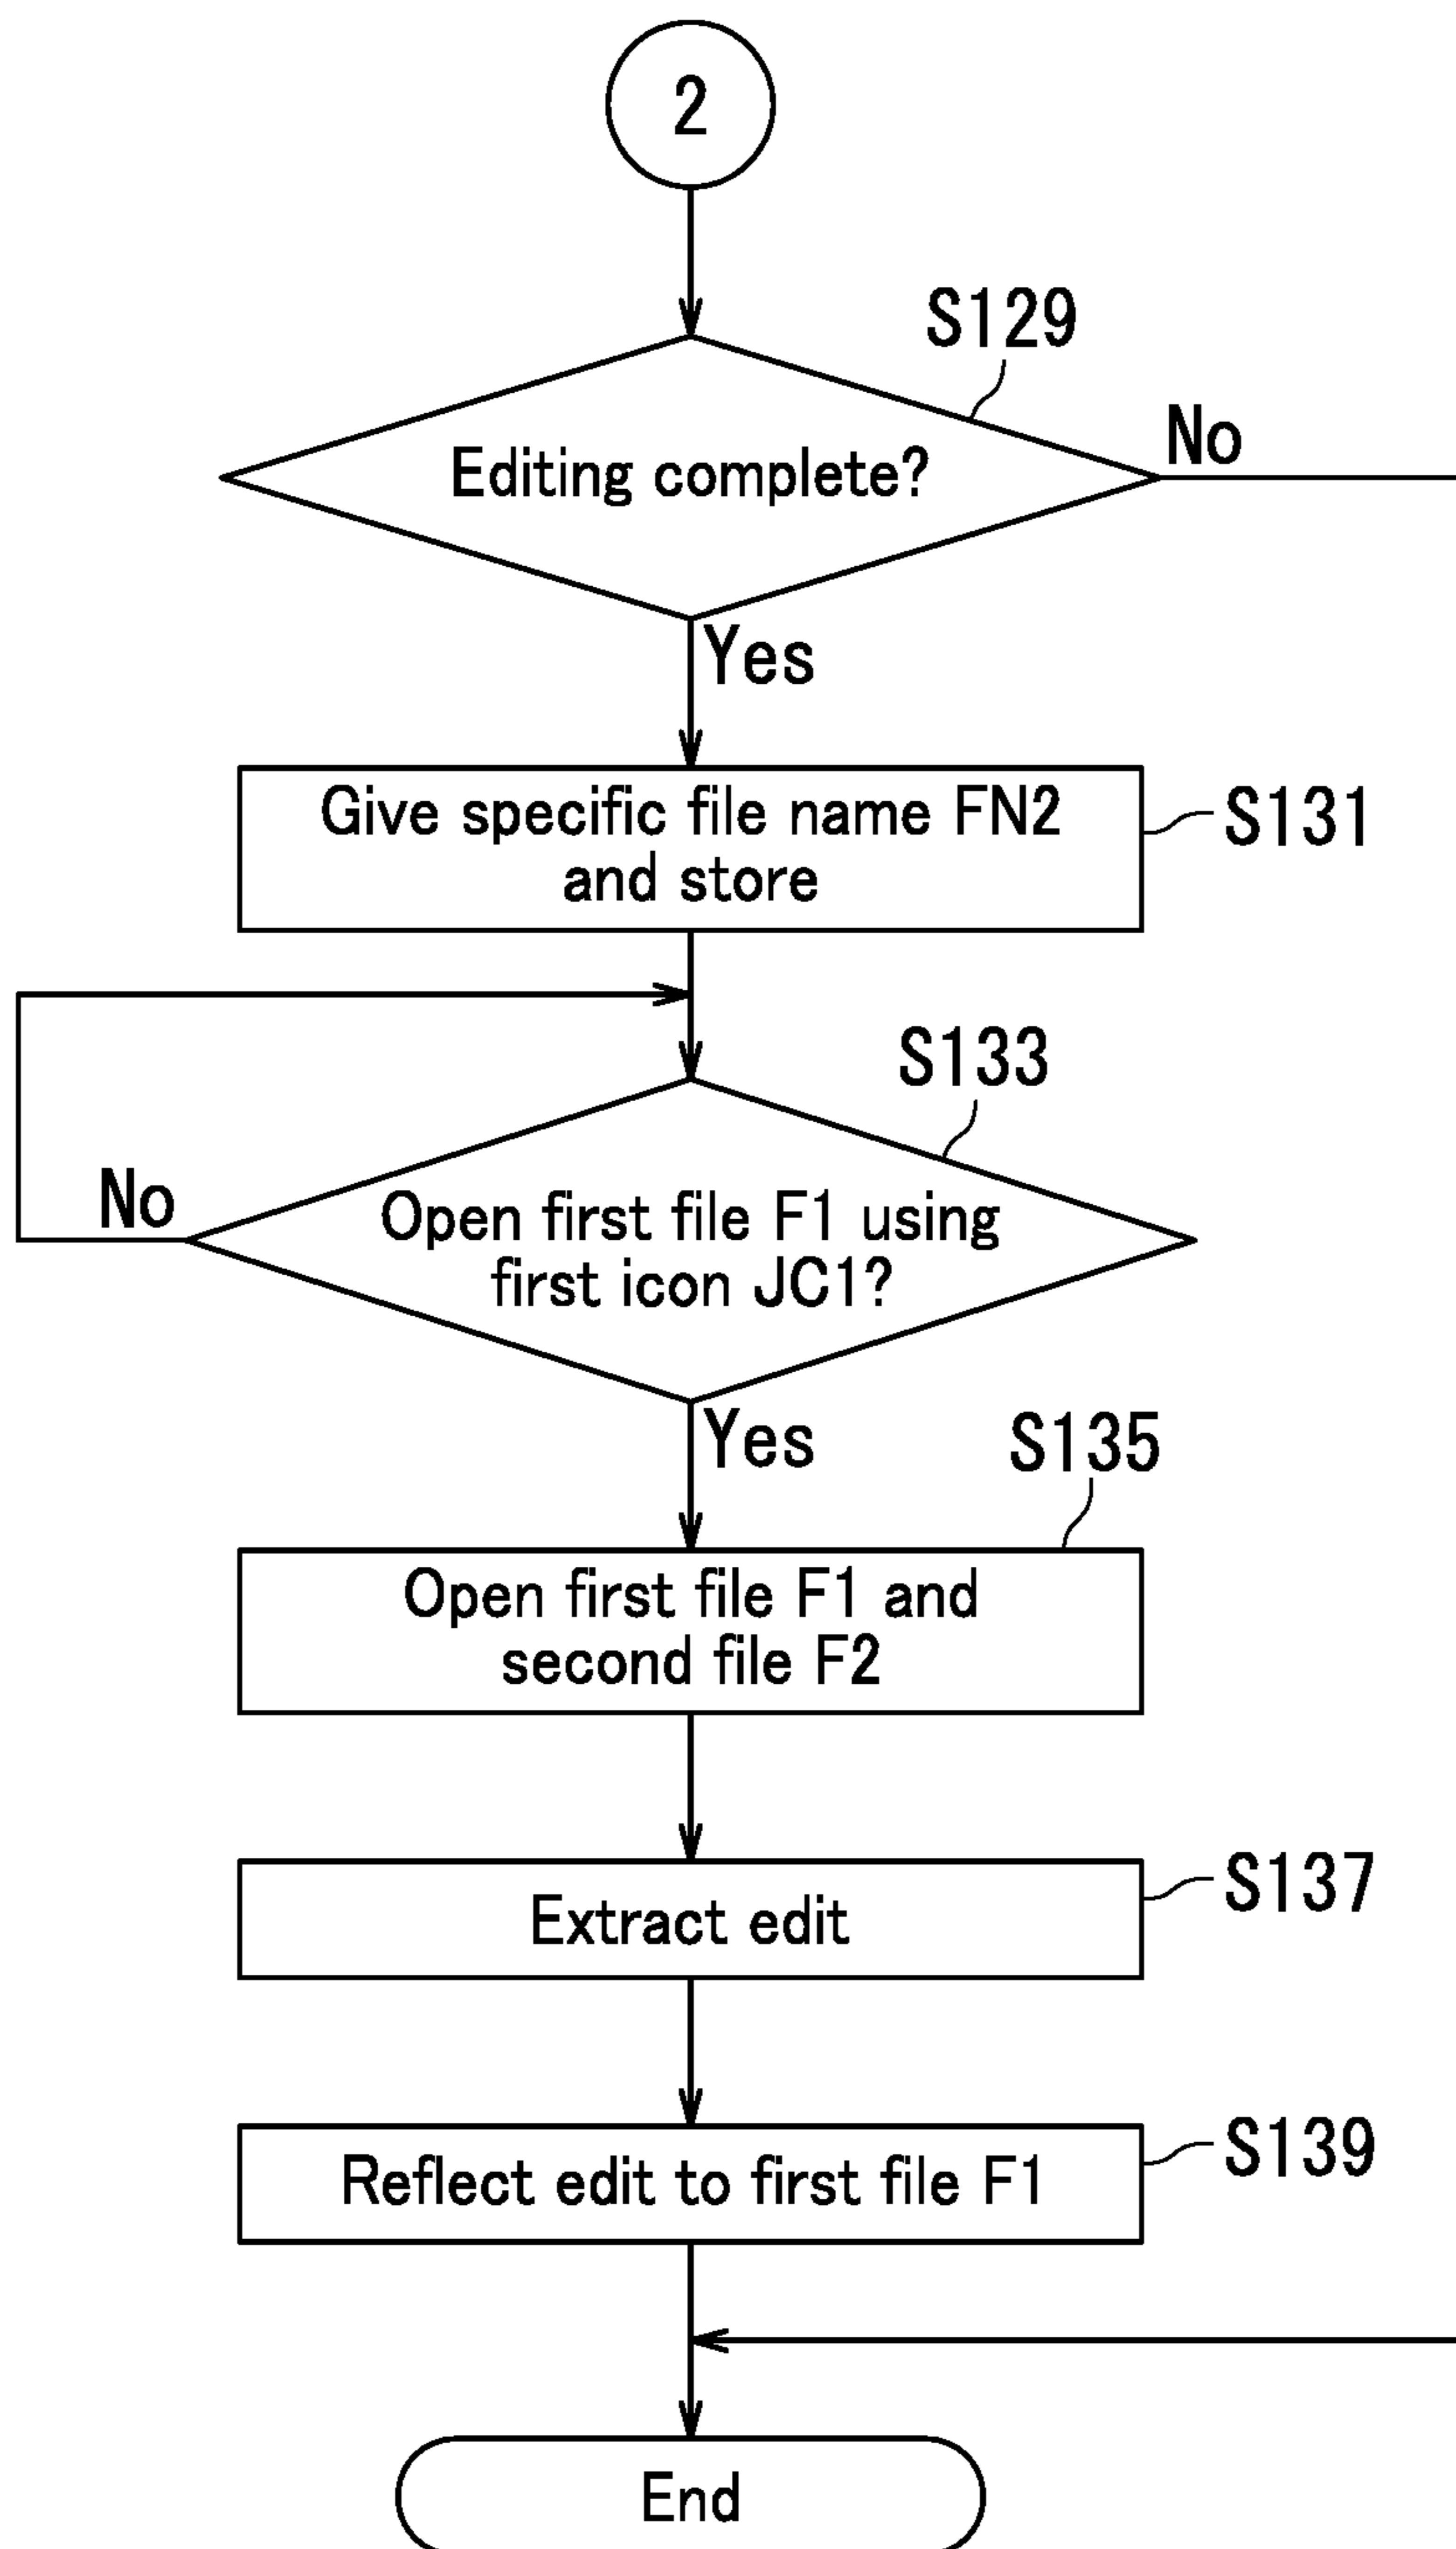 2
S129
Editing complete?
No
Yes
Give specific file name FN2
and store
S131
S133
No
Open first file F1 using
first icon JC1?
Yes
S135
Open first file F1 and
second file F2
Extract edit
S137
Reflect edit to first file F1
S139
End